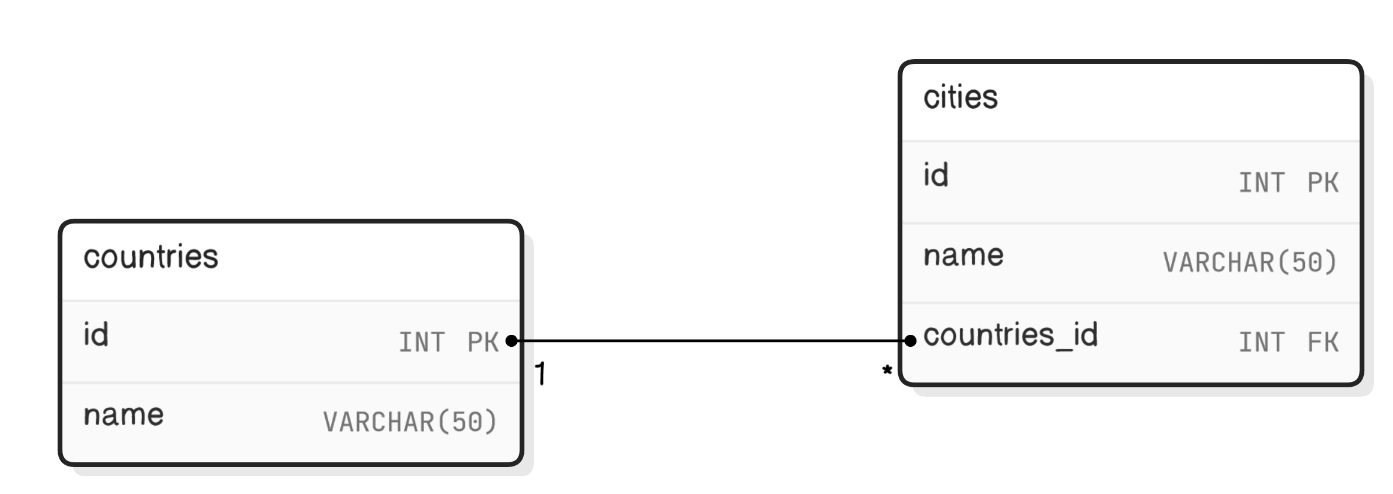 cities
id INT PK
name VARCHAR(50)
countries_id INT FK
*
countries
id INT PK
1
name VARCHAR(50)